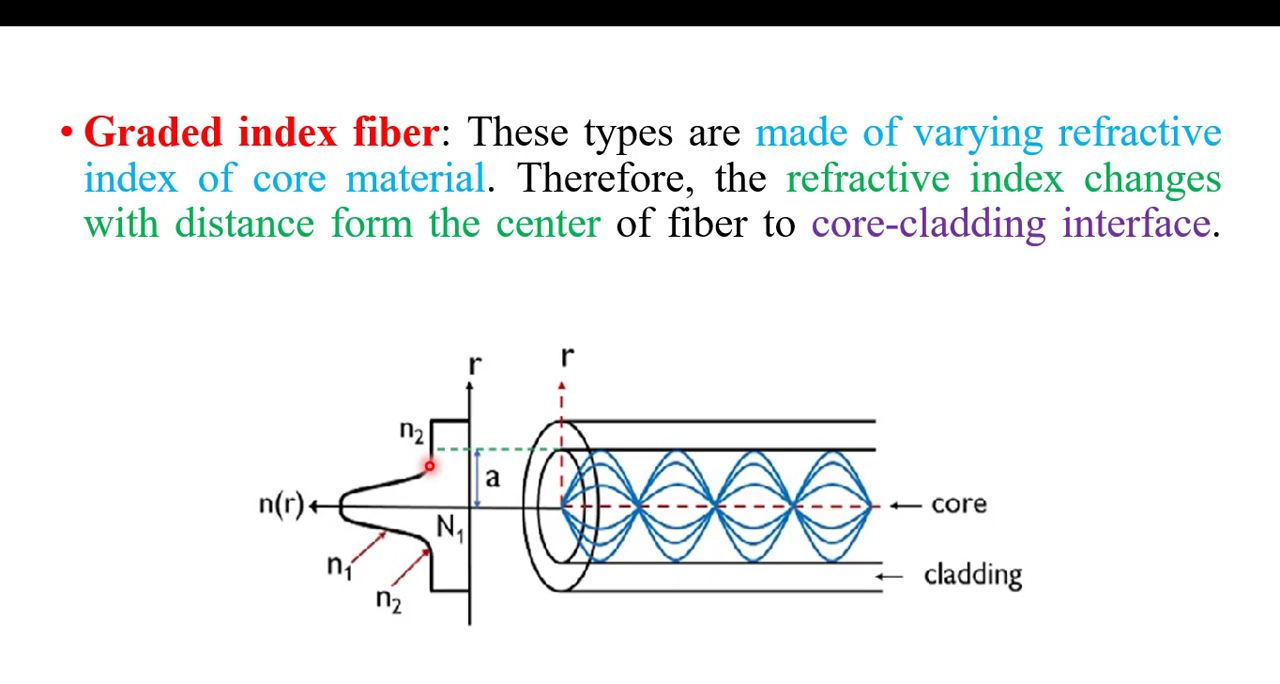 • Graded index fiber: These types are made of varying refractive
index of core material. Therefore, the refractive index changes
with distance form the center of fiber to core-cladding interface.
r
r
n₂
a
n(r)
N₁
core
n₁
n₂
cladding